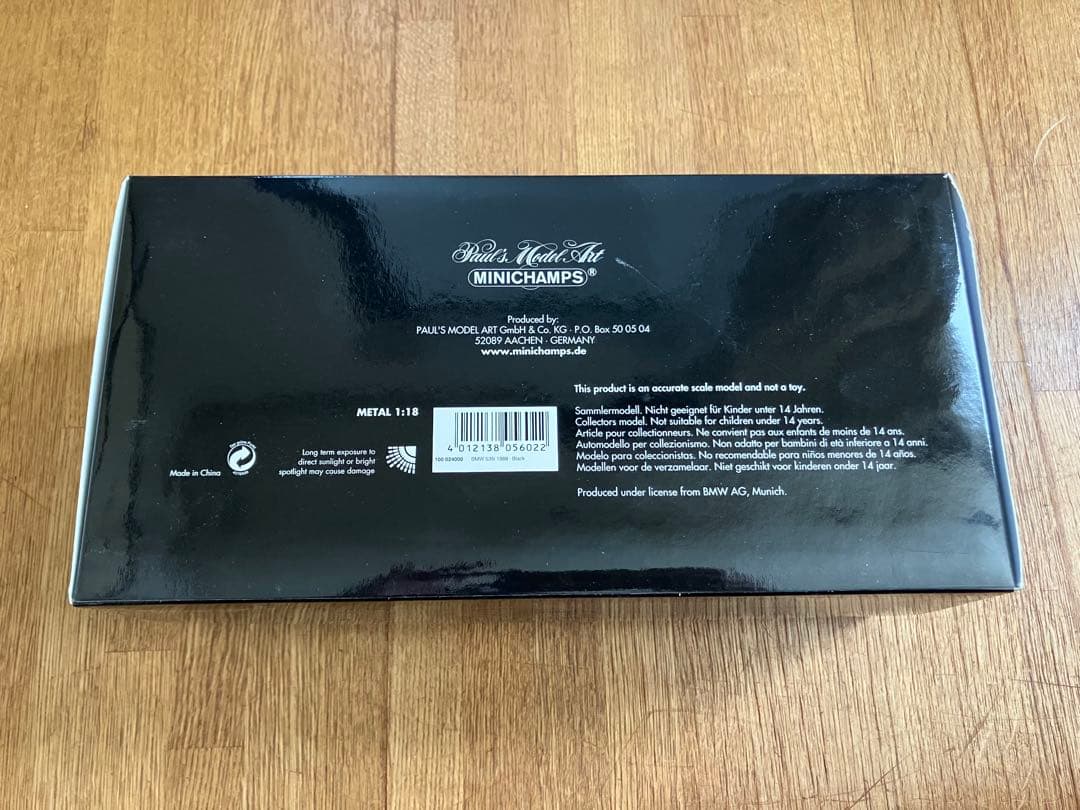 Paul's Model Art
MINICHAMPS®
Produced by:
PAUL'S MODEL ART GmbH & Co. KG · P.O. Box 50 05 04
52089 AACHEN · GERMANY
www.minichamps.de
This product is an accurate scale model and not a toy.
METAL 1:18
4 012138 056022
100 024000 BMW 535i 1988 - Black
Sammlermodell. Nicht geeignet für Kinder unter 14 Jahren.
Collectors model. Not suitable for children under 14 years.
Article pour collectionneurs. Ne convient pas aux enfants de moins de 14 ans.
Automodello per collezionismo. Non adatto per bambini di età inferiore a 14 anni.
Modelo para coleccionistas. No recomendable para niños menores de 14 años.
Modellen voor de verzamelaar. Niet geschikt voor kinderen onder 14 jaar.
Made in China
Long term exposure to
direct sunlight or bright
spotlight may cause damage
Produced under license from BMW AG, Munich.